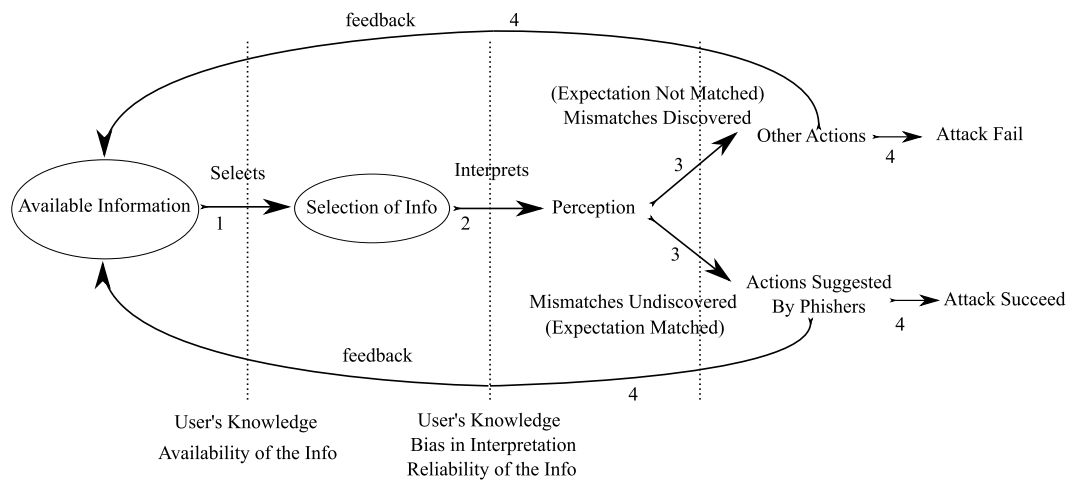 feedback
4
(Expectation Not Matched)
Mismatches Discovered
Other Actions
4
Attack Fail
Available Information
Selects
1
Selection of Info
Interprets
2
Perception
3
3
Actions Suggested
By Phishers
4
Attack Succeed
Mismatches Undiscovered
(Expectation Matched)
feedback
4
User's Knowledge
Availability of the Info
User's Knowledge
Bias in Interpretation
Reliability of the Info